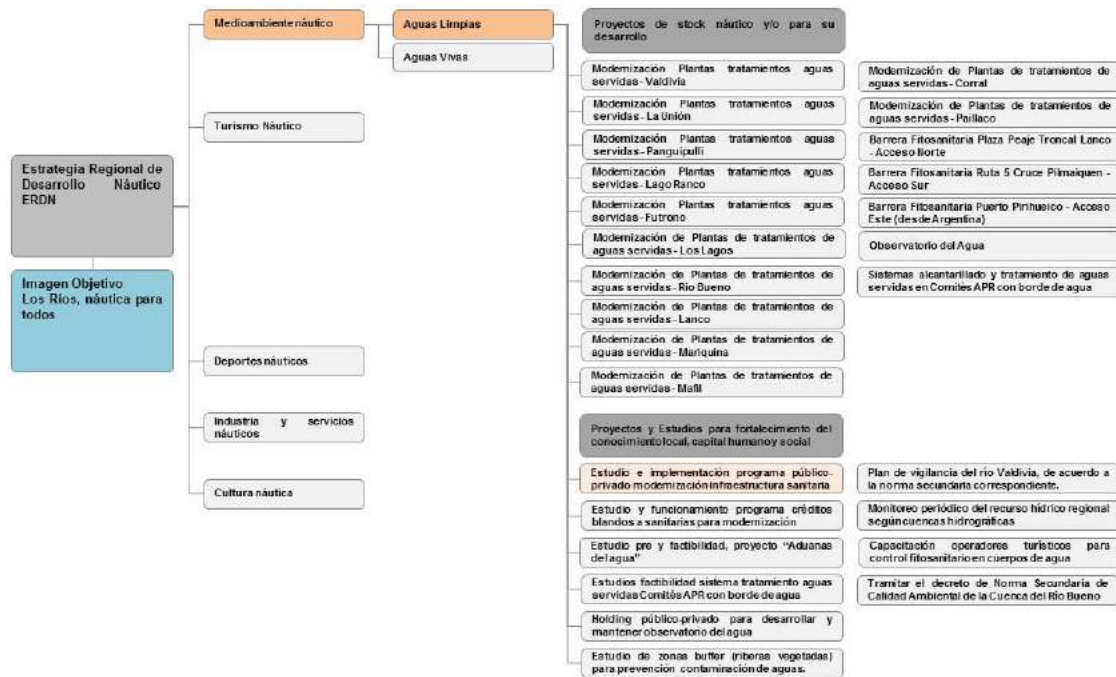 Estrategia Regional de
Desarrollo Náutico
ERDN
Imagen Objetivo
Los Ríos, náutica para
todos
Medioambiente náutico
Turismo Náutico
Deportes náuticos
Industria y servicios
náuticos
Cultura náutica
Aguas Limpias
Aguas Vivas
Proyectos de stock náutico y/o para su
desarrollo
Modernización Plantas tratamientos aguas
servidas - Valdivia
Modernización Plantas tratamientos aguas
servidas - La Unión
Modernización Plantas tratamientos aguas
servidas - Panguipulli
Modernización Plantas tratamientos aguas
servidas - Lago Ranco
Modernización Plantas tratamientos aguas
servidas - Futrono
Modernización de Plantas de tratamientos de
aguas servidas - Los Lagos
Modernización de Plantas de tratamientos de
aguas servidas - Río Bueno
Modernización de Plantas de tratamientos de
aguas servidas - Lanco
Modernización de Plantas de tratamientos de
aguas servidas - Mariquina
Modernización de Plantas de tratamientos de
aguas servidas - Mafil
Modernización de Plantas de tratamientos de
aguas servidas - Corral
Modernización de Plantas de tratamientos de
aguas servidas - Paillaco
Barrera Fitosanitaria Plaza Peaje Troncal Lanco
- Acceso Norte
Barrera Fitosanitaria Ruta 5 Cruce Pilmaiquen -
Acceso Sur
Barrera Fitosanitaria Puerto Pirihueico - Acceso
Este (desde Argentina)
Observatorio del Agua
Sistemas alcantarillado y tratamiento de aguas
servidas en Comités APR con borde de agua
Proyectos y Estudios para fortalecimiento del
conocimiento local, capital humano y social
Estudio e implementación programa público-
privado modernización infraestructura sanitaria
Estudio y funcionamiento programa créditos
blandos a sanitarias para modernización
Estudio pre y factibilidad, proyecto "Aduanas
del agua"
Estudios factibilidad sistema tratamiento aguas
servidas Comités APR con borde de agua
Holding público-privado para desarrollar y
mantener observatorio del agua
Estudio de zonas buffer (riberas vegetadas)
para prevención contaminación de aguas.
Plan de vigilancia del río Valdivia, de acuerdo a
la norma secundaria correspondiente.
Monitoreo periódico del recurso hídrico regional
según cuencas hidrográficas
Capacitación operadores turísticos para
control fitosanitario en cuerpos de agua
Tramitar el decreto de Norma Secundaria de
Calidad Ambiental de la Cuenca del Río Bueno